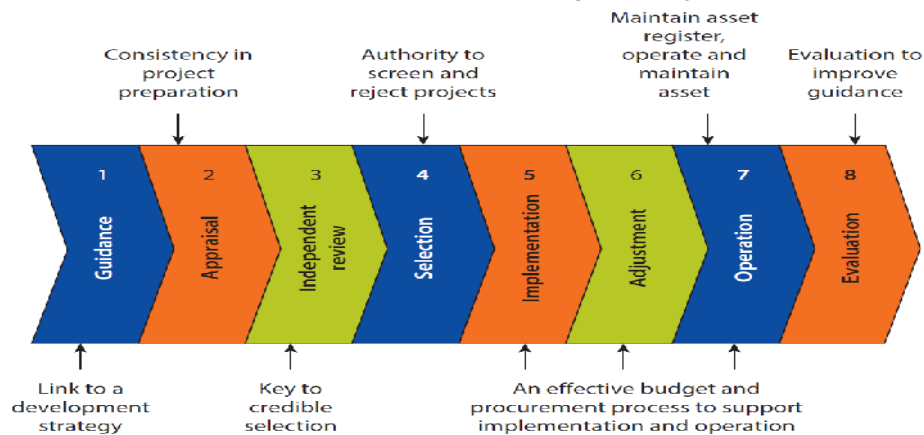 Consistency in
project
preparation
Authority to
screen and
reject projects
Maintain asset
register,
operate and
maintain
asset
Evaluation to
improve
guidance
1
Guidance
2
Appraisal
3
Independent
review
4
Selection
5
Implementation
6
Adjustment
7
Operation
8
Evaluation
Link to a
development
strategy
Key to
credible
selection
An effective budget and
procurement process to support
implementation and operation